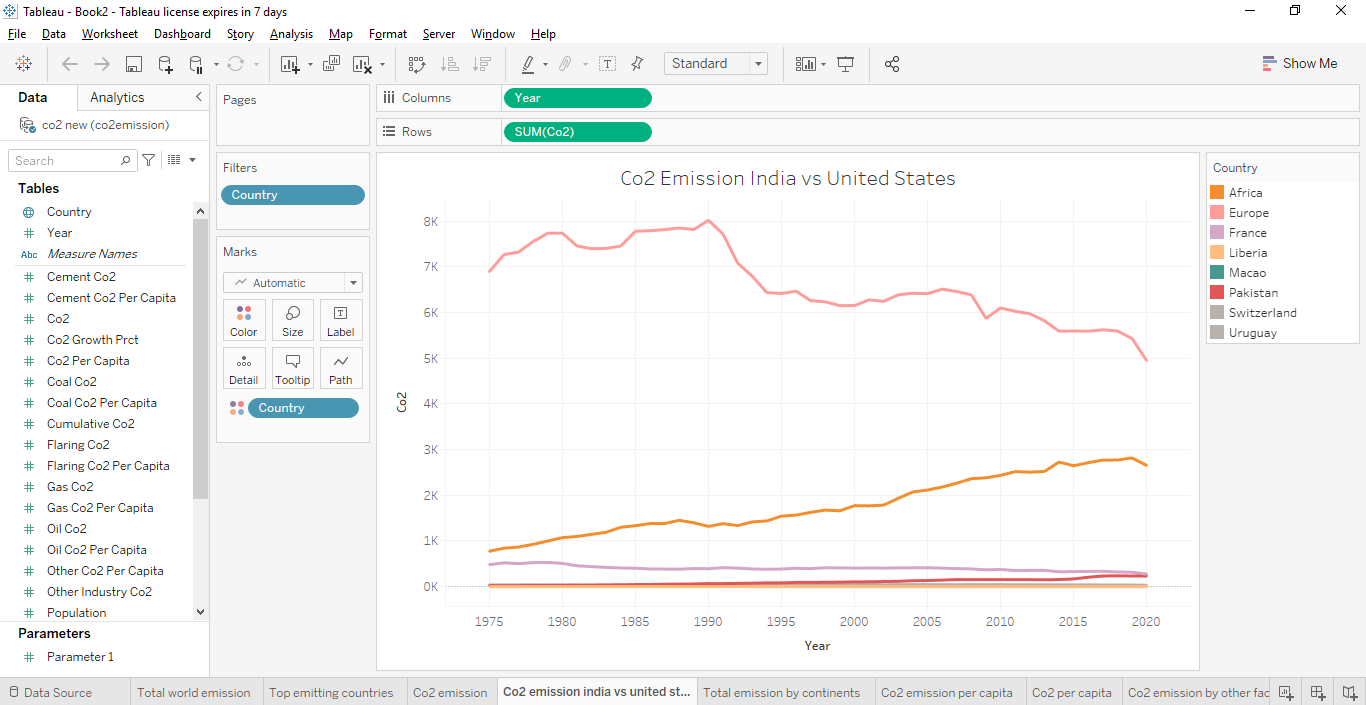 Tableau - Book2 - Tableau license expires in 7 days
File Data Worksheet Dashboard Story Analysis Map Format Server Window Help
Standard
Show Me
Data Analytics
co2 new (co2emission)
Search
Tables
Country
Year
Abc Measure Names
Cement Co2
Cement Co2 Per Capita
Co2
Co2 Growth Prct
Co2 Per Capita
Coal Co2
Coal Co2 Per Capita
Cumulative Co2
Flaring Co2
Flaring Co2 Per Capita
Gas Co2
Gas Co2 Per Capita
Oil Co2
Oil Co2 Per Capita
Other Co2 Per Capita
Other Industry Co2
Population
Parameters
Parameter 1
Pages
Filters
Country
Marks
Automatic
Color Size Label
Detail Tooltip Path
Country
Columns Year
Rows SUM(Co2)
Co2 Emission India vs United States
8K
7K
6K
5K
4K
3K
2K
1K
0K
Co2
1975 1980 1985 1990 1995 2000 2005 2010 2015 2020
Year
Country
Africa
Europe
France
Liberia
Macao
Pakistan
Switzerland
Uruguay
Data Source Total world emission Top emitting countries Co2 emission Co2 emission india vs united st... Total emission by continents Co2 emission per capita Co2 per capita Co2 emission by other fac